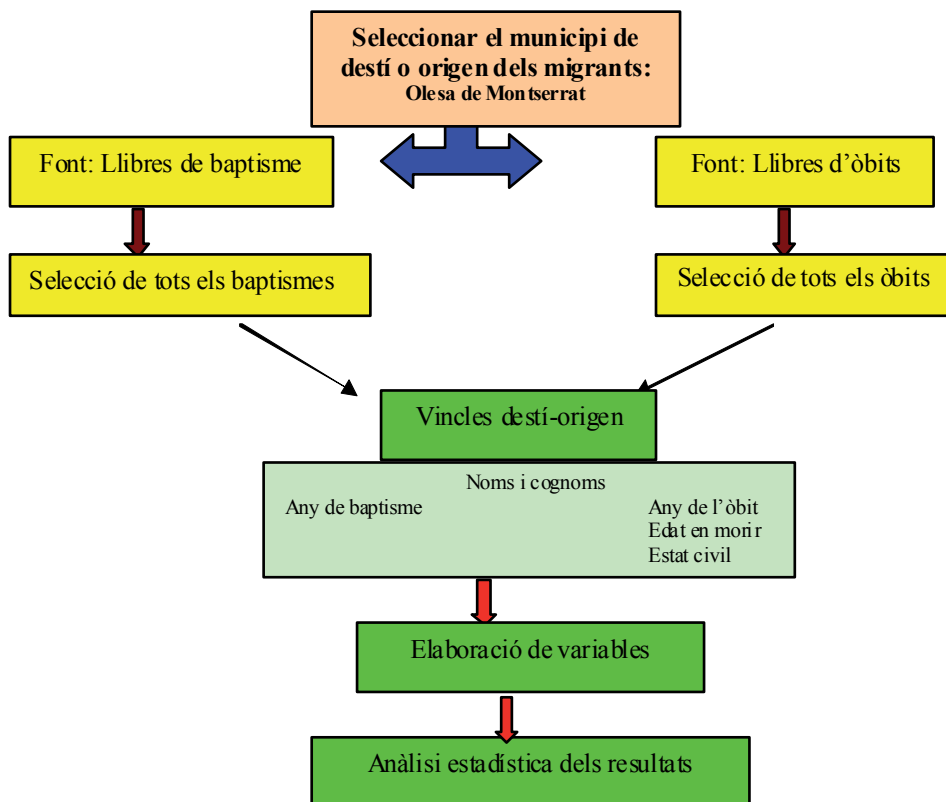 Seleccionar el municipi de
destí o origen dels migrants:
Olesa de Montserrat
Font: Llibres de baptisme
Font: Llibres d’òbits
Selecció de tots els baptismes
Selecció de tots els òbits
Vincles destí-origen
Noms i cognoms
Any de baptisme
Any de l’òbit
Edat en morir
Estat civil
Elaboració de variables
Anàlisi estadística dels resultats